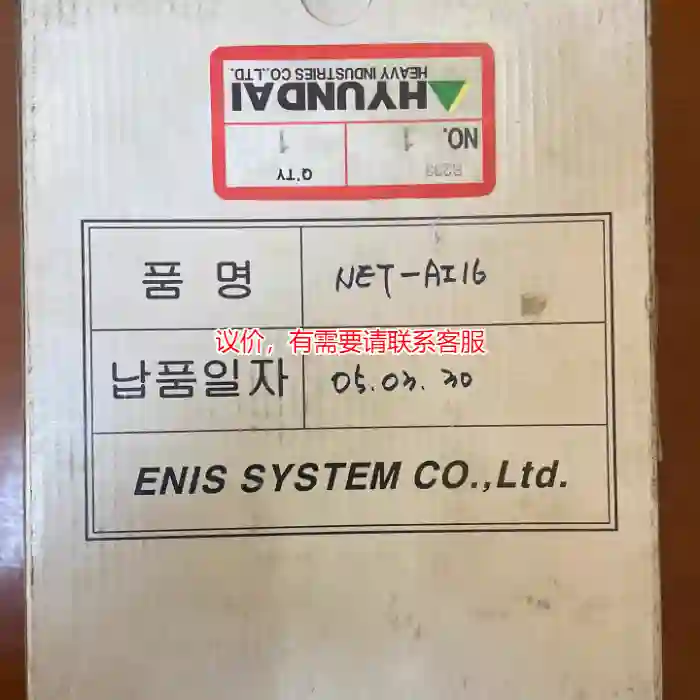 HYUNDAI
HEAVY INDUSTRIES CO.,LTD.
NO. 1
Q'TY 1
품 명 NET-AI16
议价，有需要请联系客服
납품일자 05.03.30
ENIS SYSTEM CO.,Ltd.